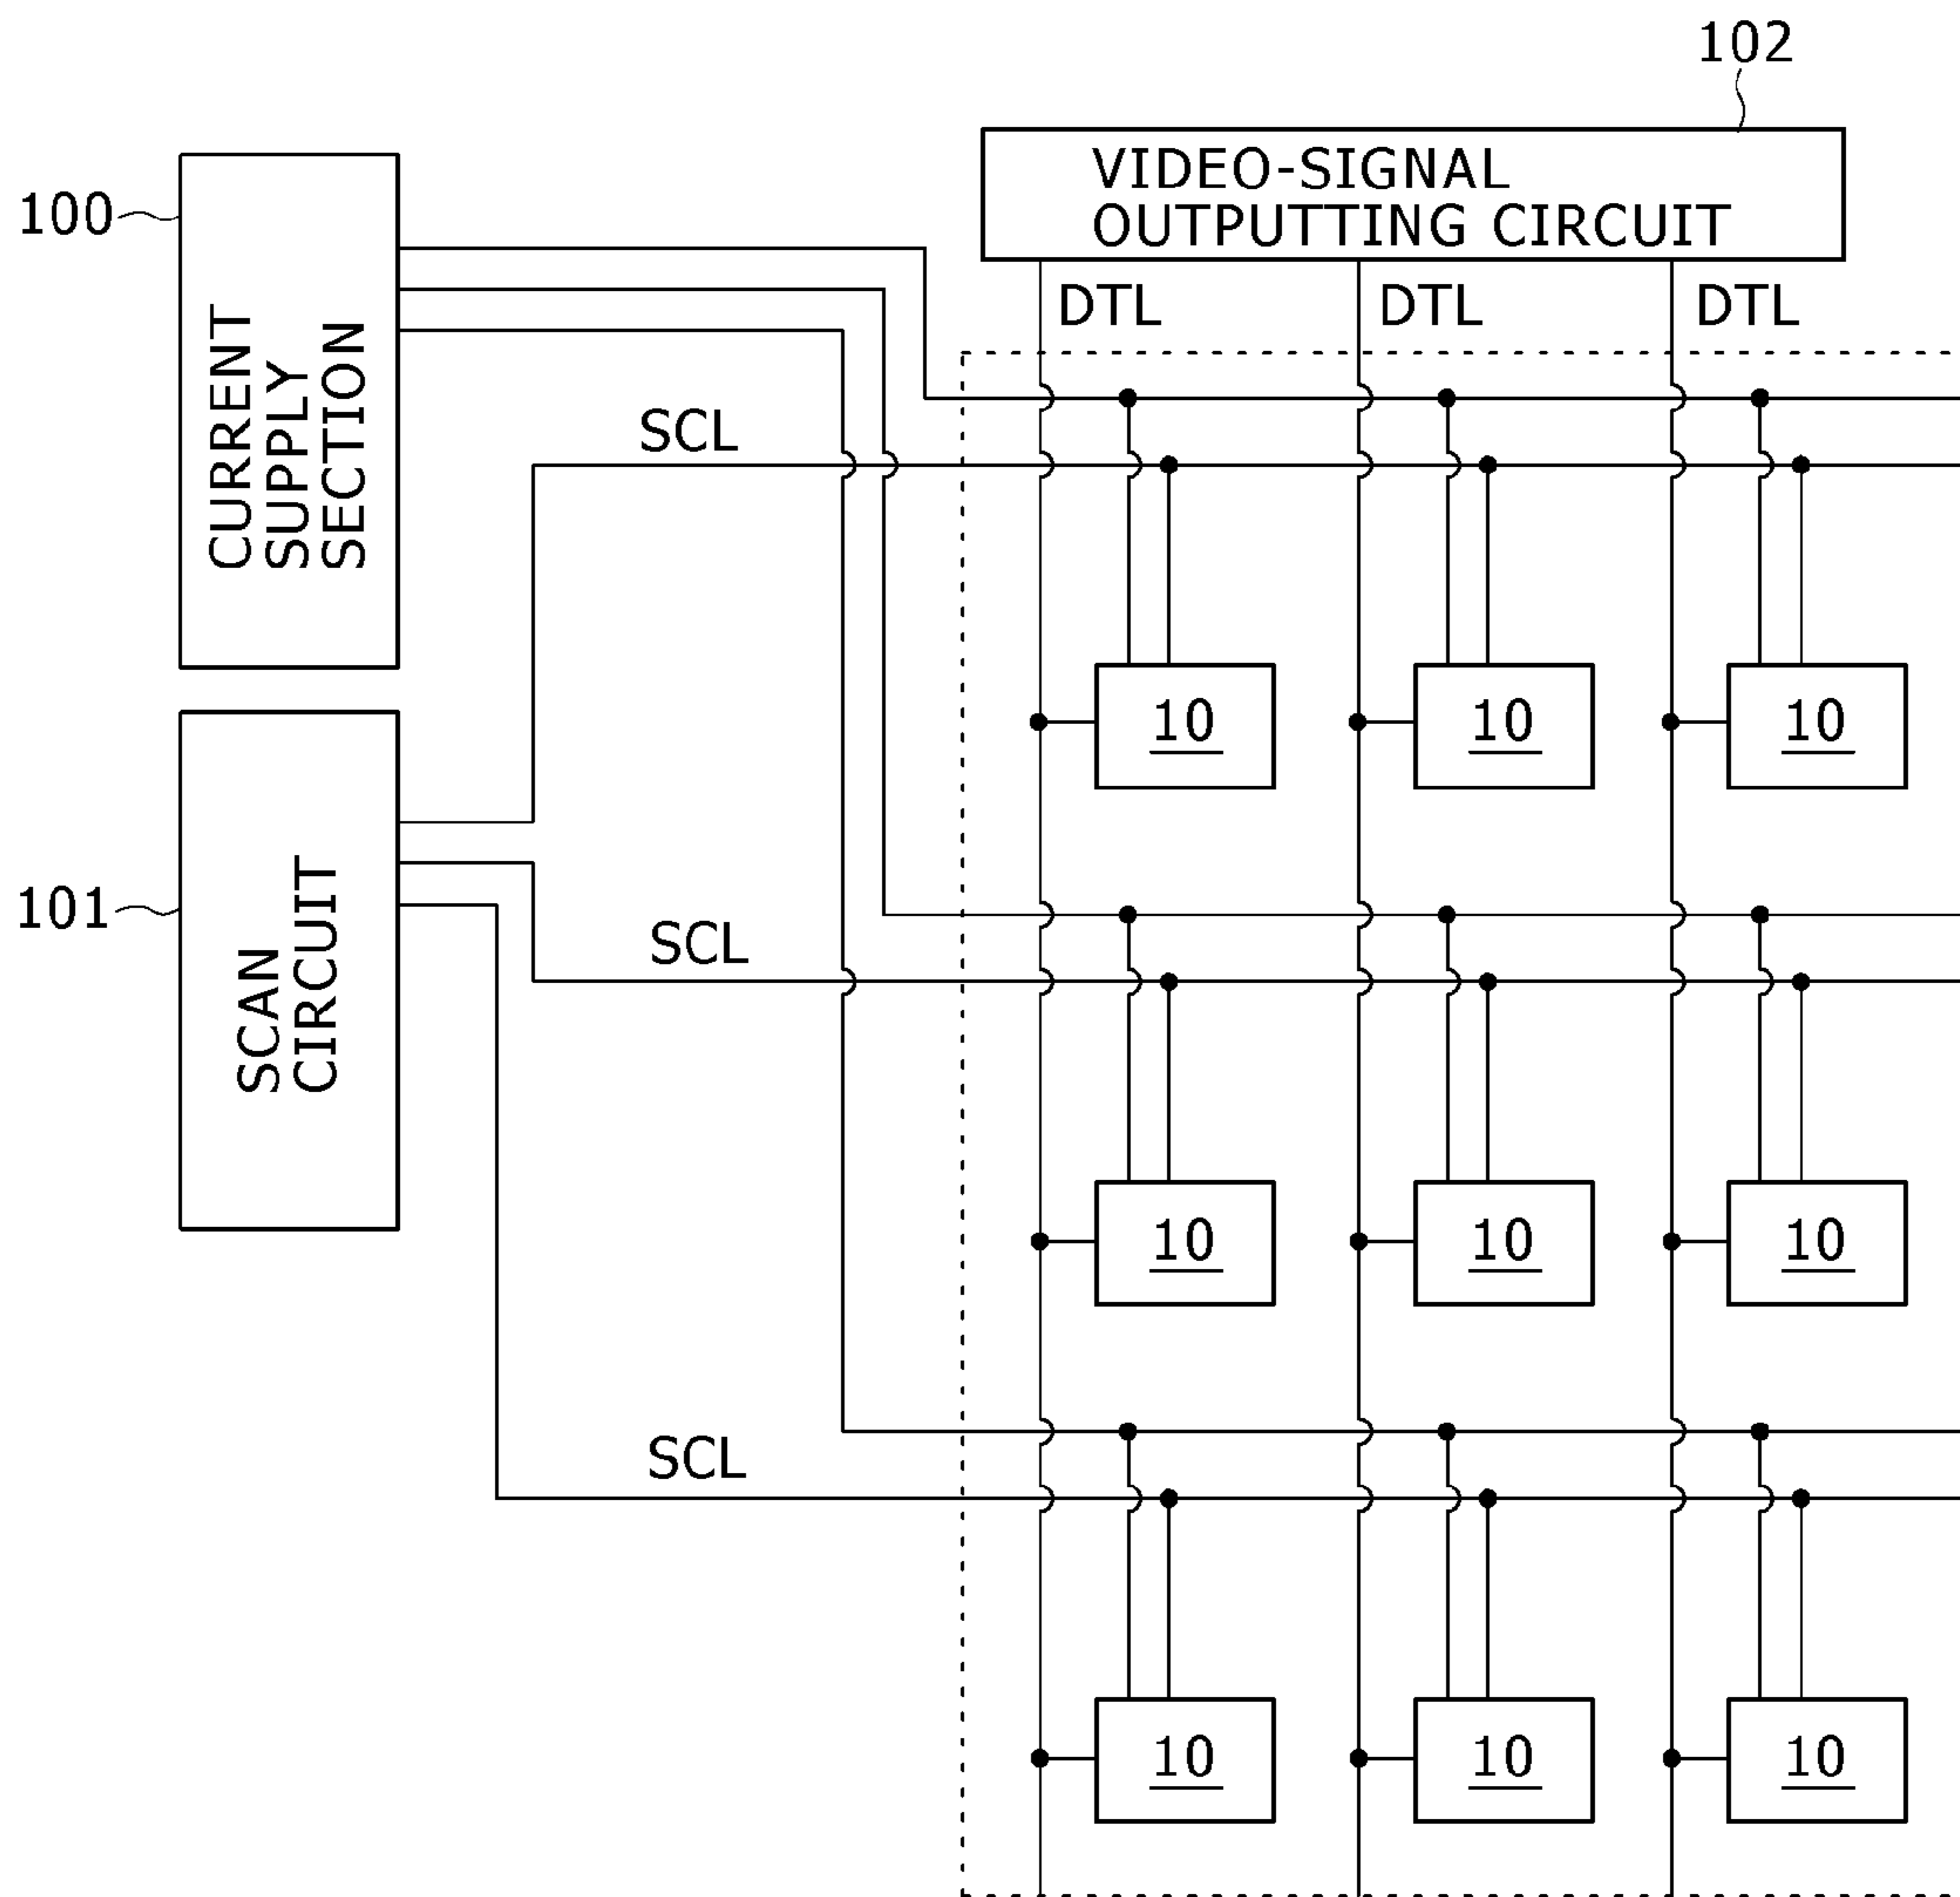 102
VIDEO-SIGNAL
OUTPUTTING CIRCUIT
100
CURRENT
SUPPLY
SECTION
DTL
DTL
DTL
SCL
10
10
10
101
SCAN
CIRCUIT
SCL
10
10
10
SCL
10
10
10